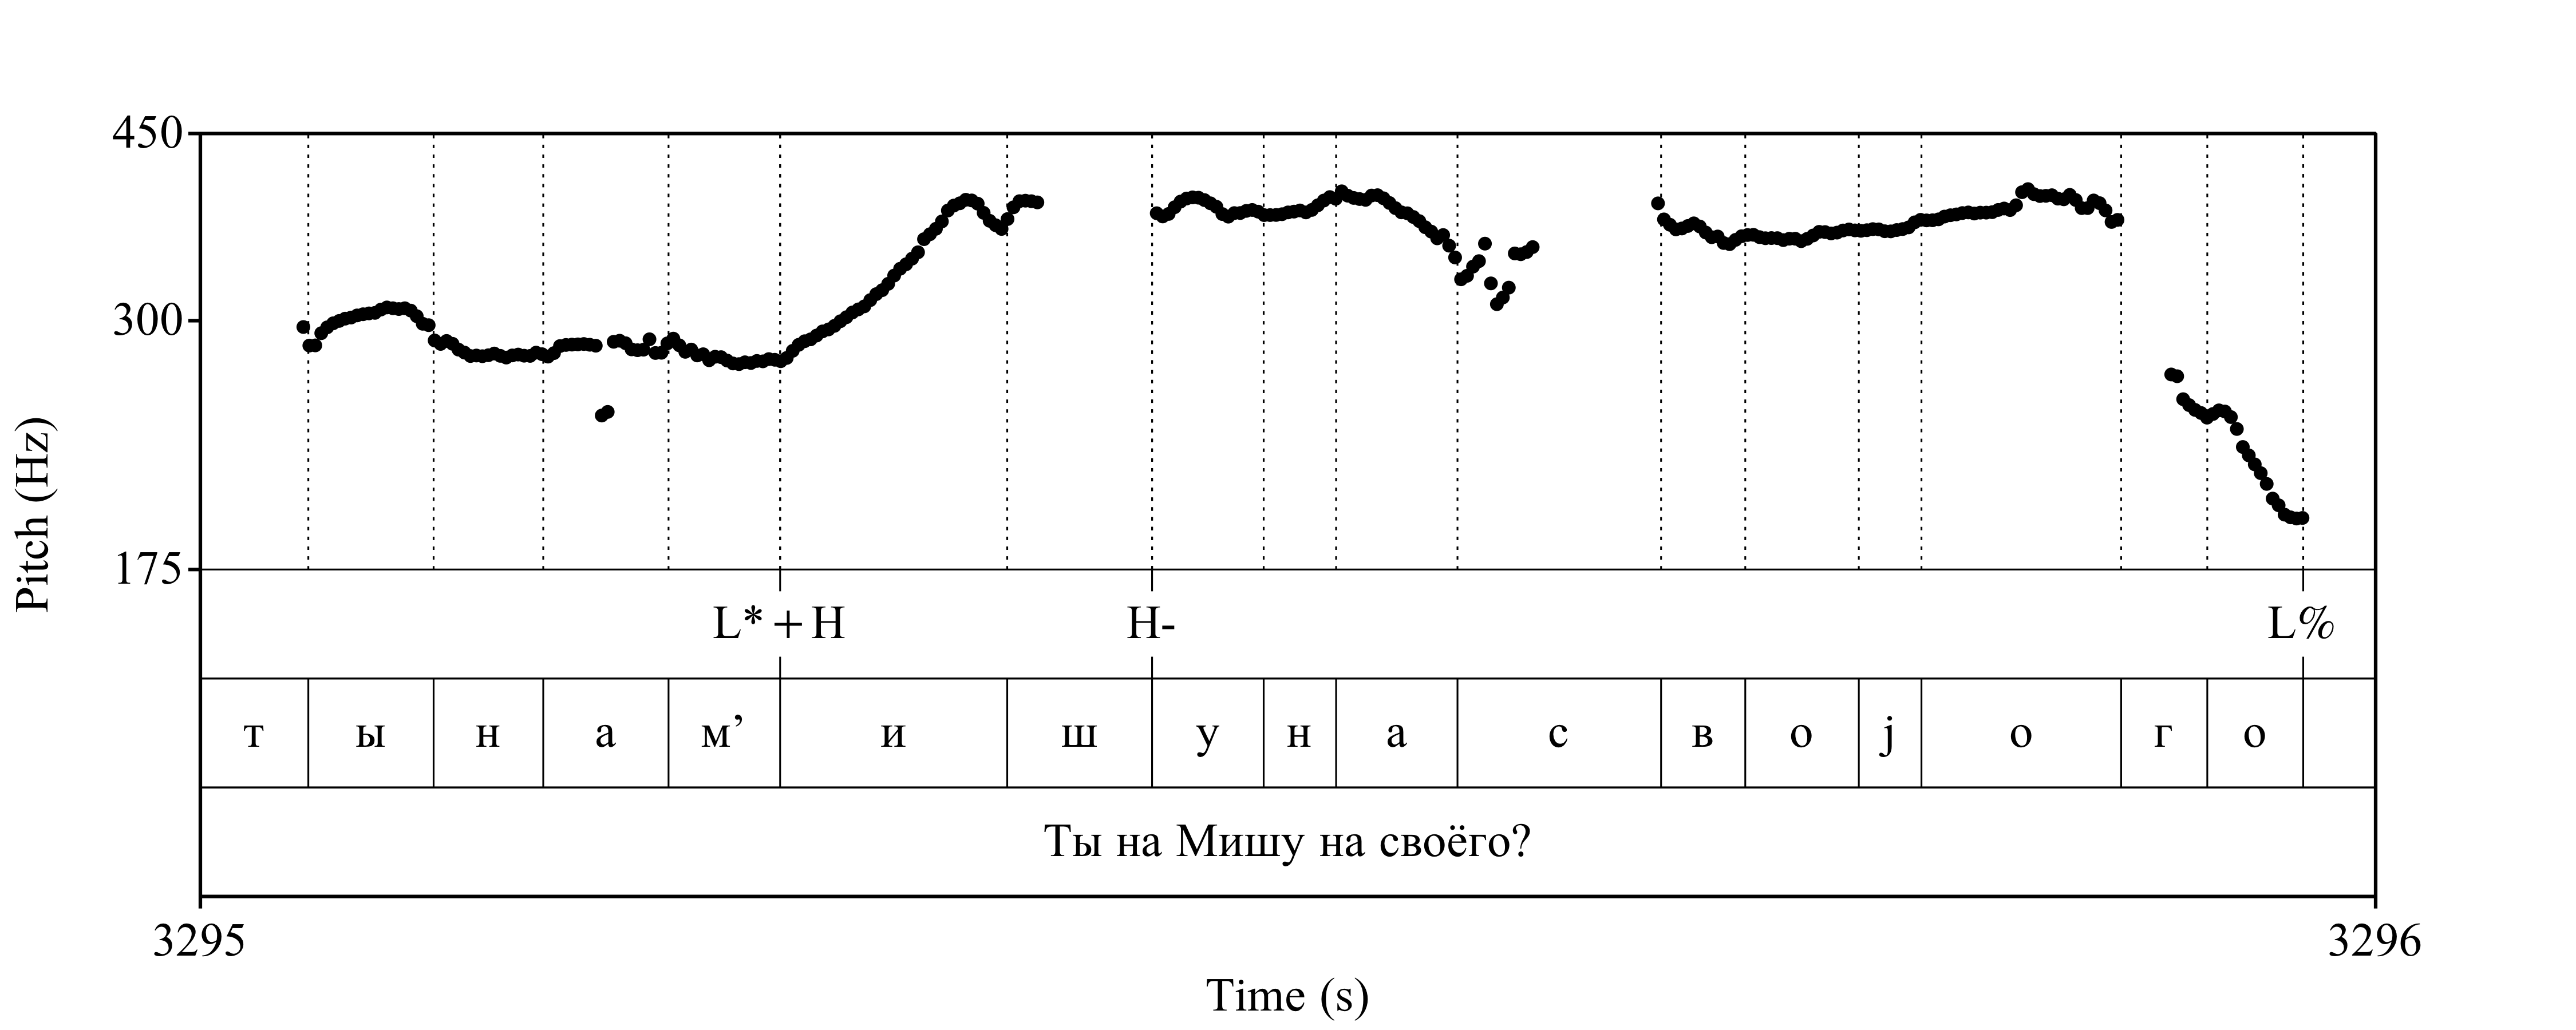 450
300
175
Pitch (Hz)
L*+H H- L%
т ы н а м’ и ш у н а с в о j о г о
Ты на Мишу на своёго?
3295 3296
Time (s)